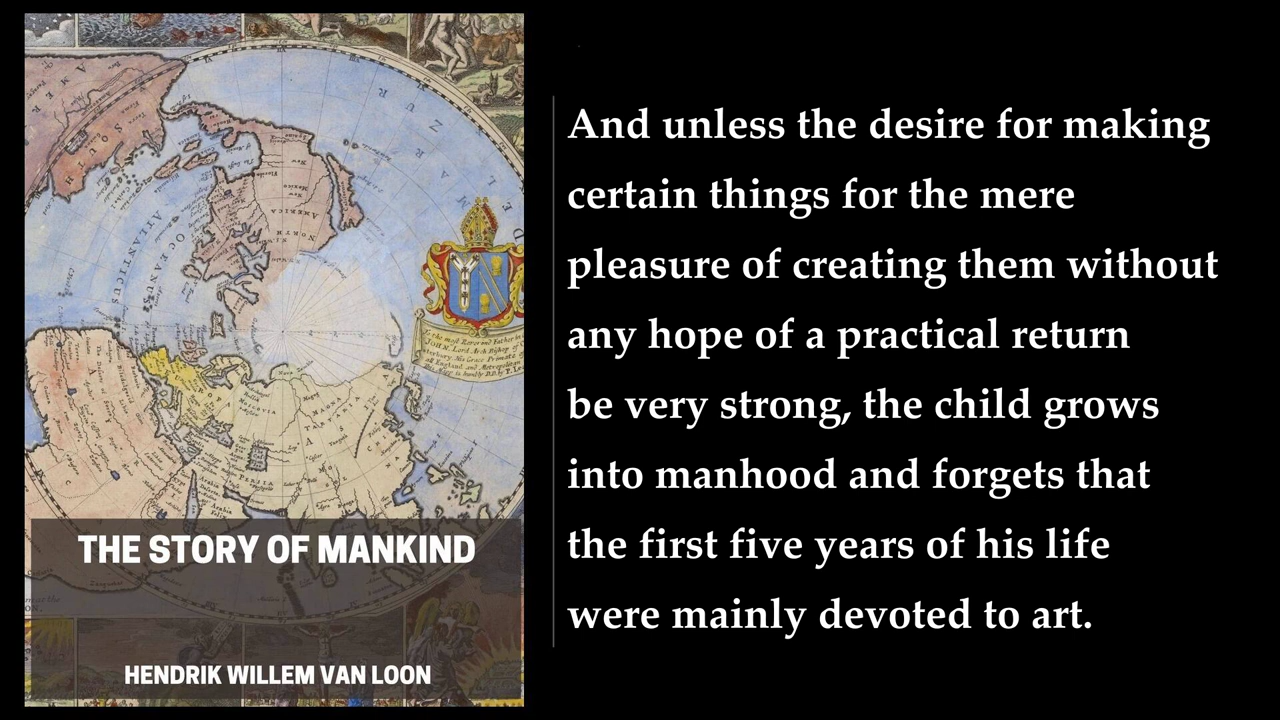 THE STORY OF MANKIND
HENDRIK WILLEM VAN LOON
And unless the desire for making
certain things for the mere
pleasure of creating them without
any hope of a practical return
be very strong, the child grows
into manhood and forgets that
the first five years of his life
were mainly devoted to art.